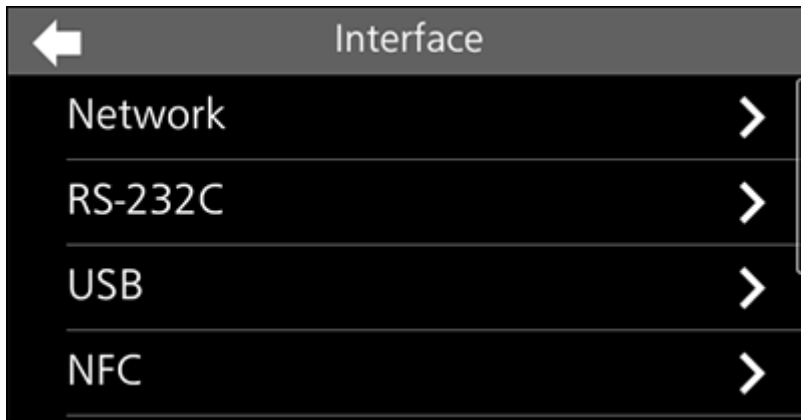 Interface
Network
RS-232C
USB
NFC